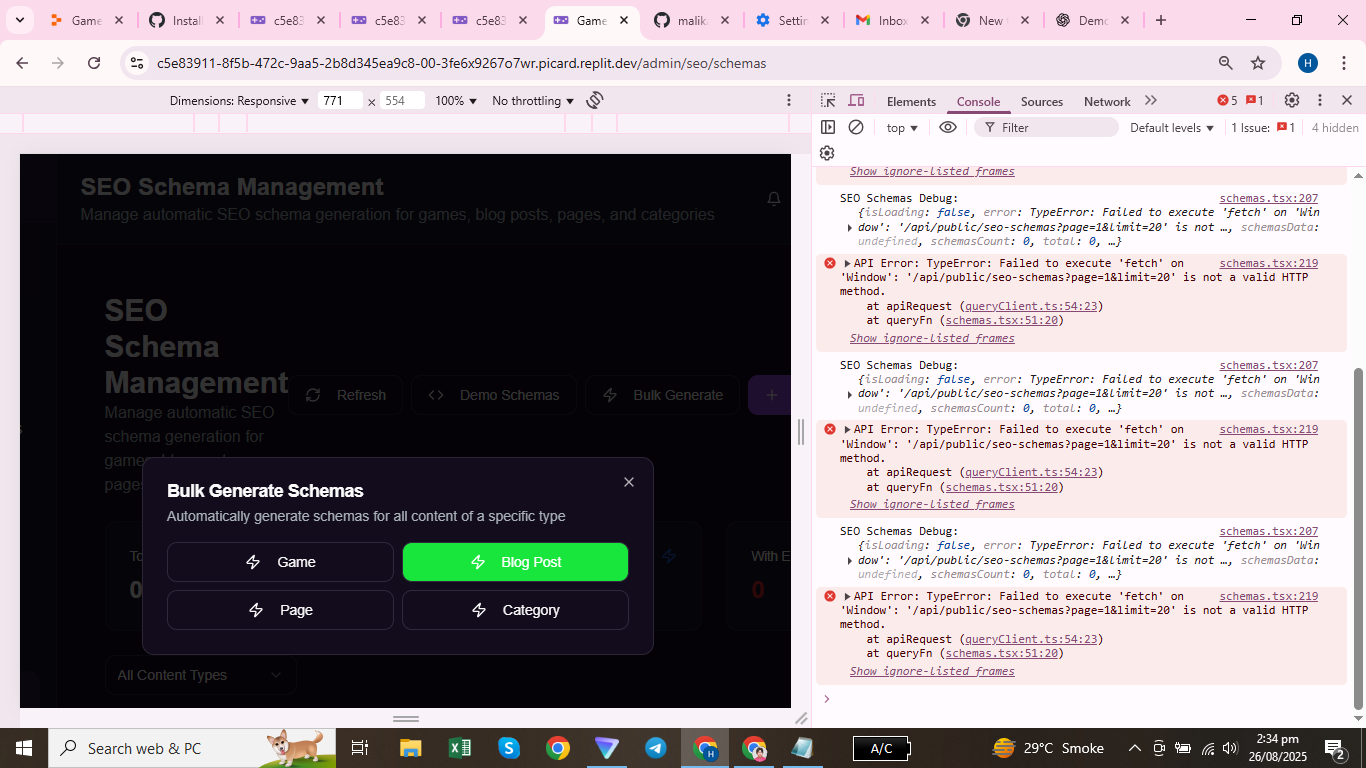 Game
Install
c5e83
c5e83
c5e83
Game
malika
Settin
Inbox
New
Demo
c5e83911-8f5b-472c-9aa5-2b8d345ea9c8-00-3fe6x9267o7wr.picard.replit.dev/admin/seo/schemas
H
Dimensions: Responsive 771 × 554 100% No throttling
Elements Console Sources Network 5 1
top Filter Default levels 1 Issue: 1 4 hidden
SEO Schema Management
Manage automatic SEO schema generation for games, blog posts, pages, and categories
SEO
Schema
Management
Manage automatic SEO
schema generation for
Refresh
Demo Schemas
Bulk Generate
Bulk Generate Schemas
Automatically generate schemas for all content of a specific type
Game
Blog Post
Page
Category
To
0
With E
0
All Content Types
Show ignore-listed frames
SEO Schemas Debug: schemas.tsx:207
{isLoading: false, error: TypeError: Failed to execute 'fetch' on 'Win
dow': '/api/public/seo-schemas?page=1&limit=20' is not …, schemasData:
undefined, schemasCount: 0, total: 0, …}
API Error: TypeError: Failed to execute 'fetch' on schemas.tsx:219
'Window': '/api/public/seo-schemas?page=1&limit=20' is not a valid HTTP
method.
at apiRequest (queryClient.ts:54:23)
at queryFn (schemas.tsx:51:20)
Show ignore-listed frames
SEO Schemas Debug: schemas.tsx:207
{isLoading: false, error: TypeError: Failed to execute 'fetch' on 'Win
dow': '/api/public/seo-schemas?page=1&limit=20' is not …, schemasData:
undefined, schemasCount: 0, total: 0, …}
API Error: TypeError: Failed to execute 'fetch' on schemas.tsx:219
'Window': '/api/public/seo-schemas?page=1&limit=20' is not a valid HTTP
method.
at apiRequest (queryClient.ts:54:23)
at queryFn (schemas.tsx:51:20)
Show ignore-listed frames
SEO Schemas Debug: schemas.tsx:207
{isLoading: false, error: TypeError: Failed to execute 'fetch' on 'Win
dow': '/api/public/seo-schemas?page=1&limit=20' is not …, schemasData:
undefined, schemasCount: 0, total: 0, …}
API Error: TypeError: Failed to execute 'fetch' on schemas.tsx:219
'Window': '/api/public/seo-schemas?page=1&limit=20' is not a valid HTTP
method.
at apiRequest (queryClient.ts:54:23)
at queryFn (schemas.tsx:51:20)
Show ignore-listed frames
Search web & PC
A/C
29°C Smoke
2:34 pm
26/08/2025
2